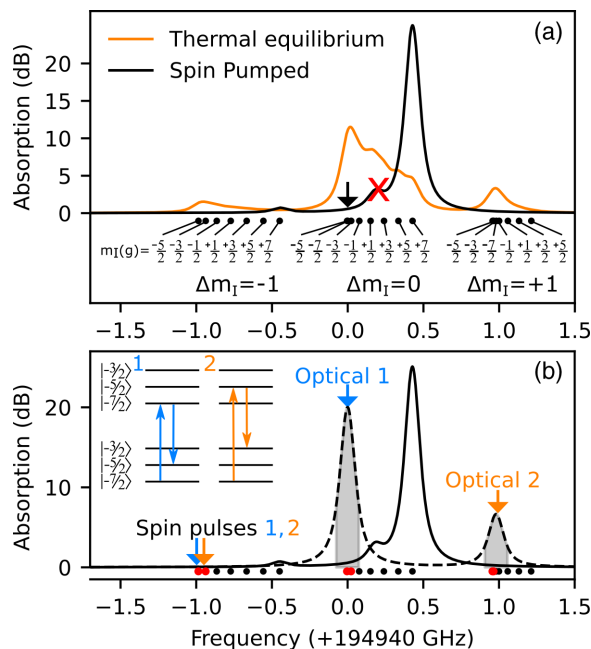 (a)
Thermal equilibrium
Spin Pumped
Absorption (dB)
20
15
10
5
0
X
m_I(g)= -5/2 -3/2 -1/2 +1/2 +3/2 +5/2 +7/2 -5/2 -7/2 -3/2 -1/2 +1/2 +3/2 +5/2 +7/2 -5/2 -3/2 -7/2 -1/2 +1/2 +3/2 +5/2
Δm_I=-1 Δm_I=0 Δm_I=+1
−1.5 −1.0 −0.5 0.0 0.5 1.0 1.5
(b)
1 2
|-3/2⟩
|-5/2⟩
|-7/2⟩
|-3/2⟩
|-5/2⟩
|-7/2⟩
Optical 1
Optical 2
Spin pulses 1, 2
Absorption (dB)
20
10
0
−1.5 −1.0 −0.5 0.0 0.5 1.0 1.5
Frequency (+194940 GHz)